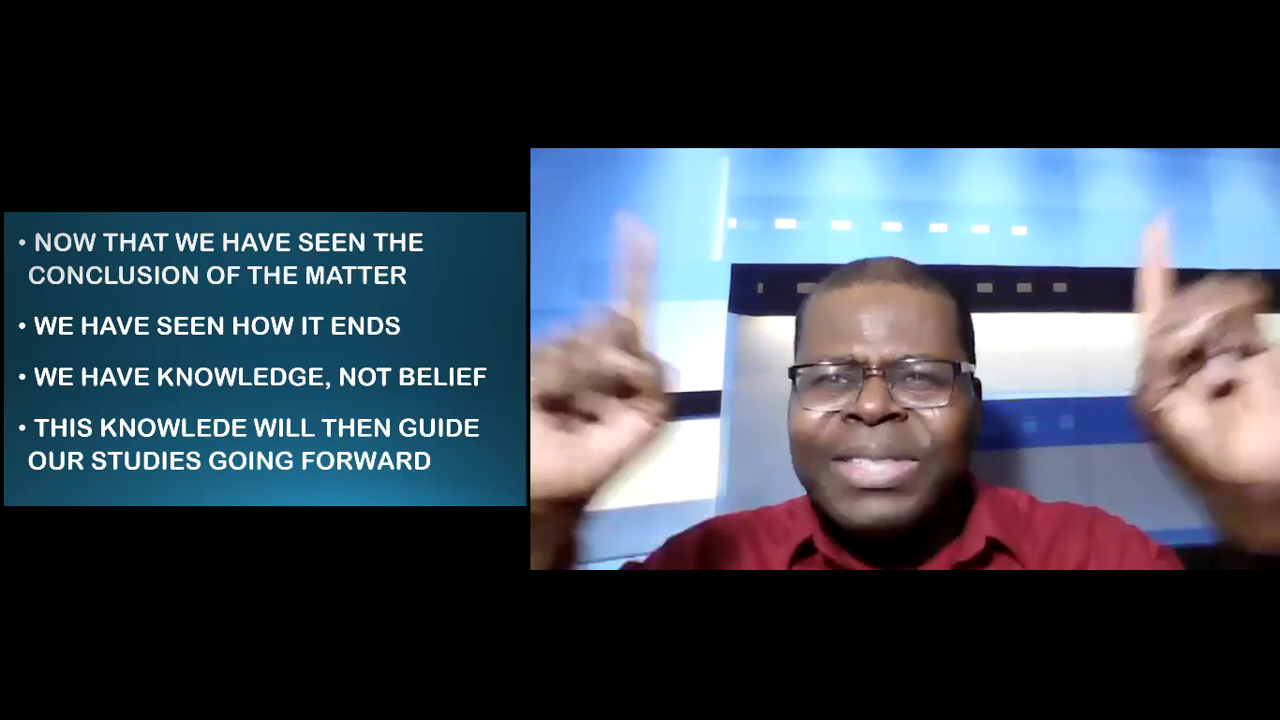 • NOW THAT WE HAVE SEEN THE
CONCLUSION OF THE MATTER
• WE HAVE SEEN HOW IT ENDS
• WE HAVE KNOWLEDGE, NOT BELIEF
• THIS KNOWLEDE WILL THEN GUIDE
OUR STUDIES GOING FORWARD